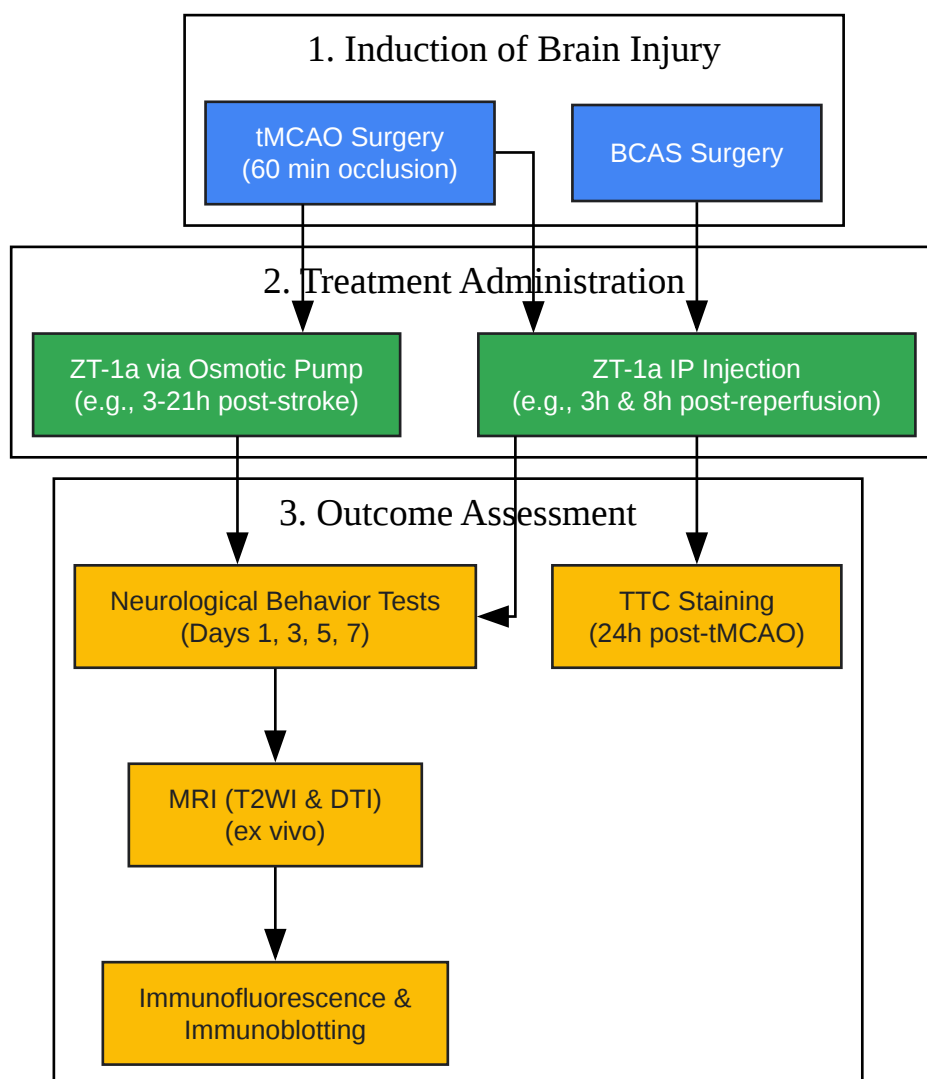 1. Induction of Brain Injury
tMCAO Surgery
(60 min occlusion)
BCAS Surgery
2. Treatment Administration
ZT-1a via Osmotic Pump
(e.g., 3-21h post-stroke)
ZT-1a IP Injection
(e.g., 3h & 8h post-reperfusion)
3. Outcome Assessment
Neurological Behavior Tests
(Days 1, 3, 5, 7)
TTC Staining
(24h post-tMCAO)
MRI (T2WI & DTI)
(ex vivo)
Immunofluorescence &
Immunoblotting